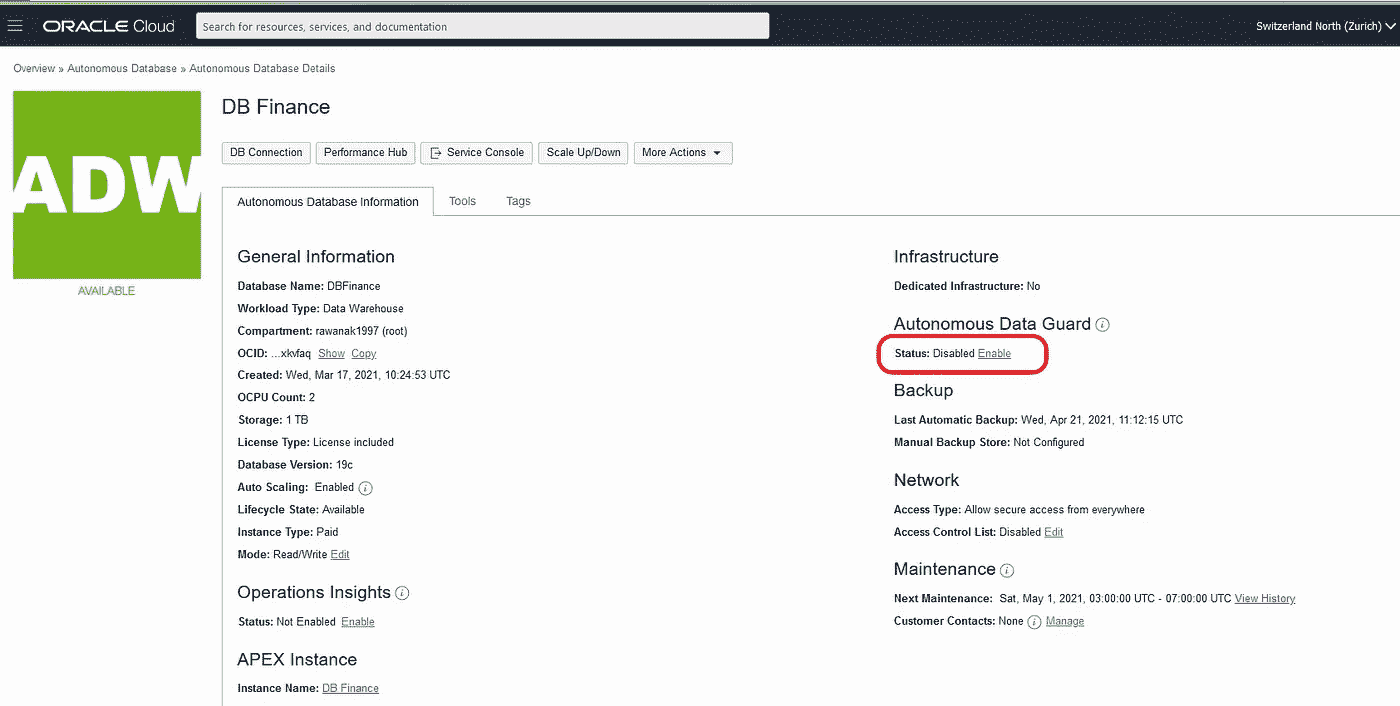 ORACLE Cloud
Search for resources, services, and documentation
Switzerland North (Zurich)
Overview » Autonomous Database » Autonomous Database Details
ADW
AVAILABLE
DB Finance
DB Connection
Performance Hub
Service Console
Scale Up/Down
More Actions
Autonomous Database Information
Tools
Tags
General Information
Database Name: DBFinance
Workload Type: Data Warehouse
Compartment: rawanak1997 (root)
OCID: ...xkvfaq Show Copy
Created: Wed, Mar 17, 2021, 10:24:53 UTC
OCPU Count: 2
Storage: 1 TB
License Type: License included
Database Version: 19c
Auto Scaling: Enabled i
Lifecycle State: Available
Instance Type: Paid
Mode: Read/Write Edit
Operations Insights i
Status: Not Enabled Enable
APEX Instance
Instance Name: DB Finance
Infrastructure
Dedicated Infrastructure: No
Autonomous Data Guard i
Status: Disabled Enable
Backup
Last Automatic Backup: Wed, Apr 21, 2021, 11:12:15 UTC
Manual Backup Store: Not Configured
Network
Access Type: Allow secure access from everywhere
Access Control List: Disabled Edit
Maintenance i
Next Maintenance: Sat, May 1, 2021, 03:00:00 UTC - 07:00:00 UTC View History
Customer Contacts: None i Manage